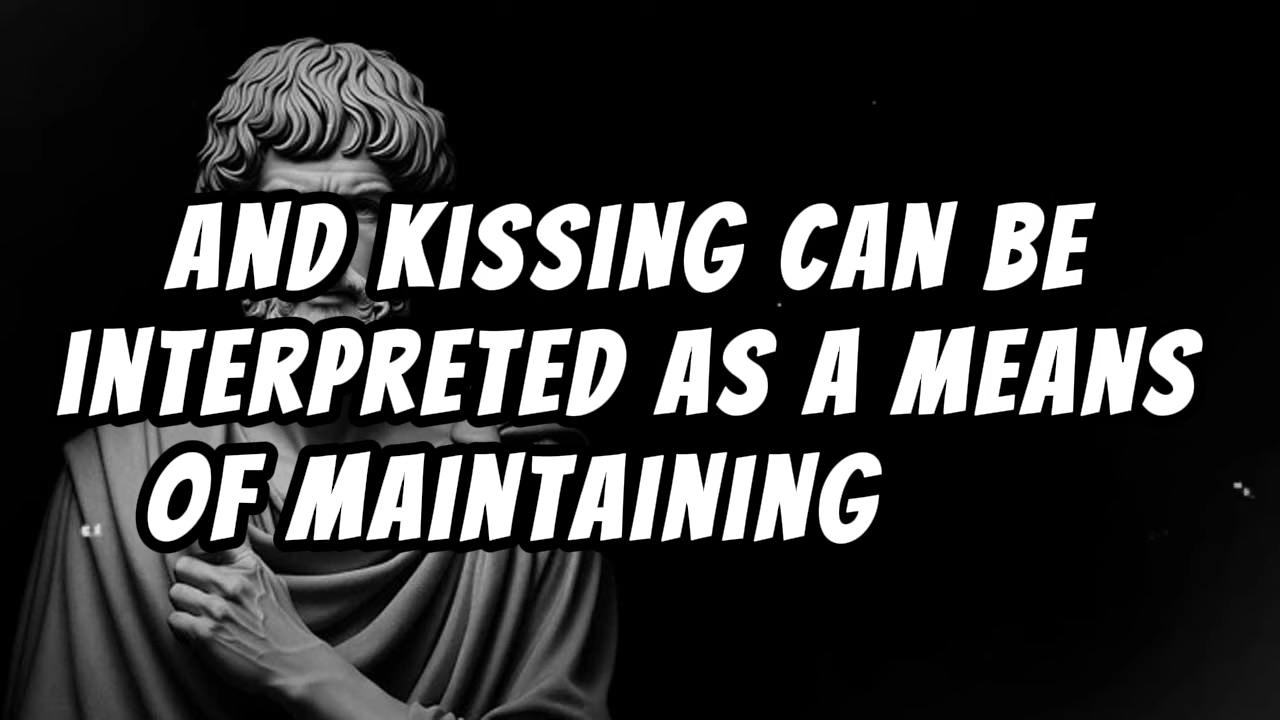 AND KISSING CAN BE
INTERPRETED AS A MEANS
OF MAINTAINING